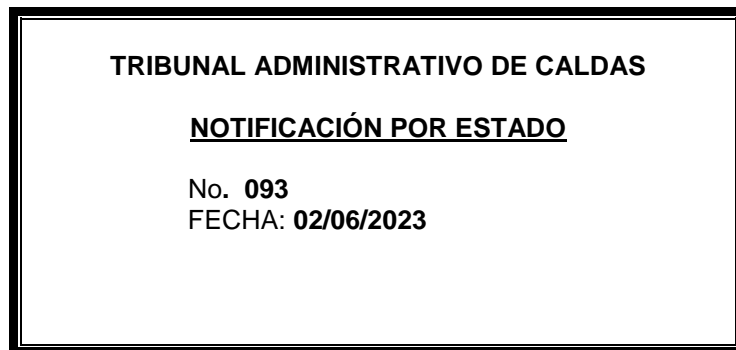 TRIBUNAL ADMINISTRATIVO DE CALDAS
NOTIFICACIÓN POR ESTADO
No. 093
FECHA: 02/06/2023